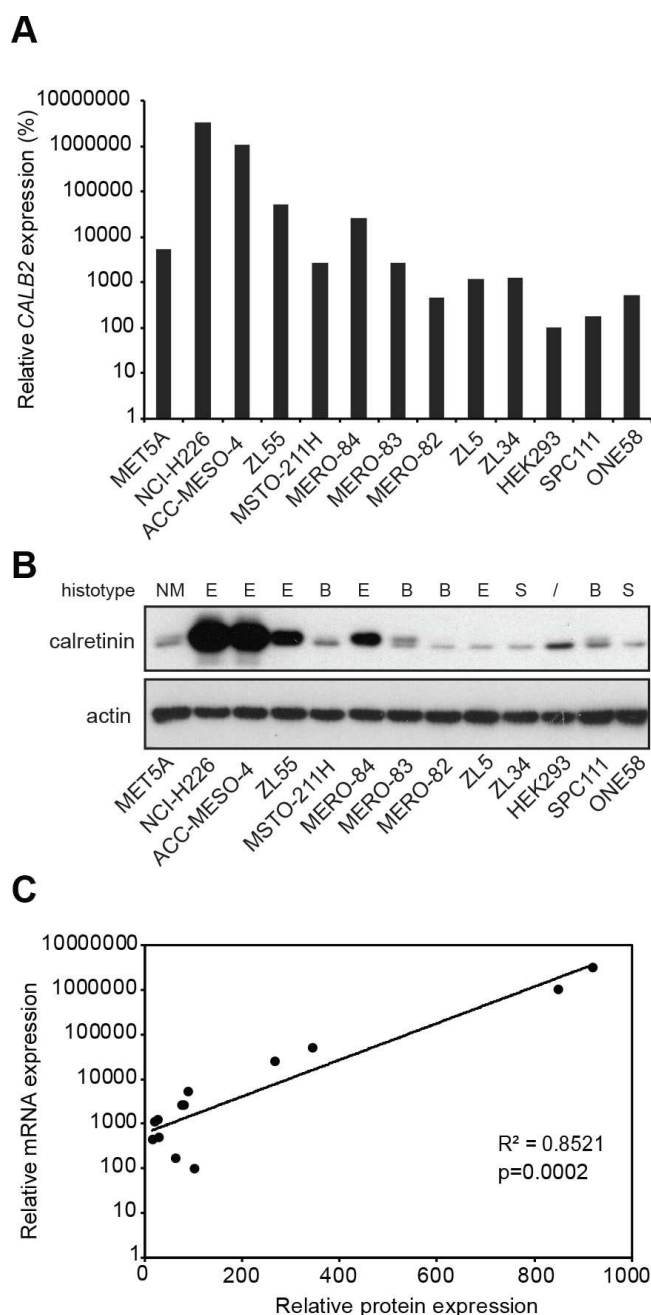 A
Relative CALB2 expression (%)
10000000
1000000
100000
10000
1000
100
10
1
MET5A
NCI-H226
ACC-MESO-4
ZL55
MSTO-211H
MERO-84
MERO-83
MERO-82
ZL5
ZL34
HEK293
SPC111
ONE58
B
histotype NM E E E B E B B E S / B S
calretinin
actin
MET5A
NCI-H226
ACC-MESO-4
ZL55
MSTO-211H
MERO-84
MERO-83
MERO-82
ZL5
ZL34
HEK293
SPC111
ONE58
C
Relative mRNA expression
10000000
1000000
100000
10000
1000
100
10
1
R² = 0.8521
p=0.0002
0 200 400 600 800 1000
Relative protein expression